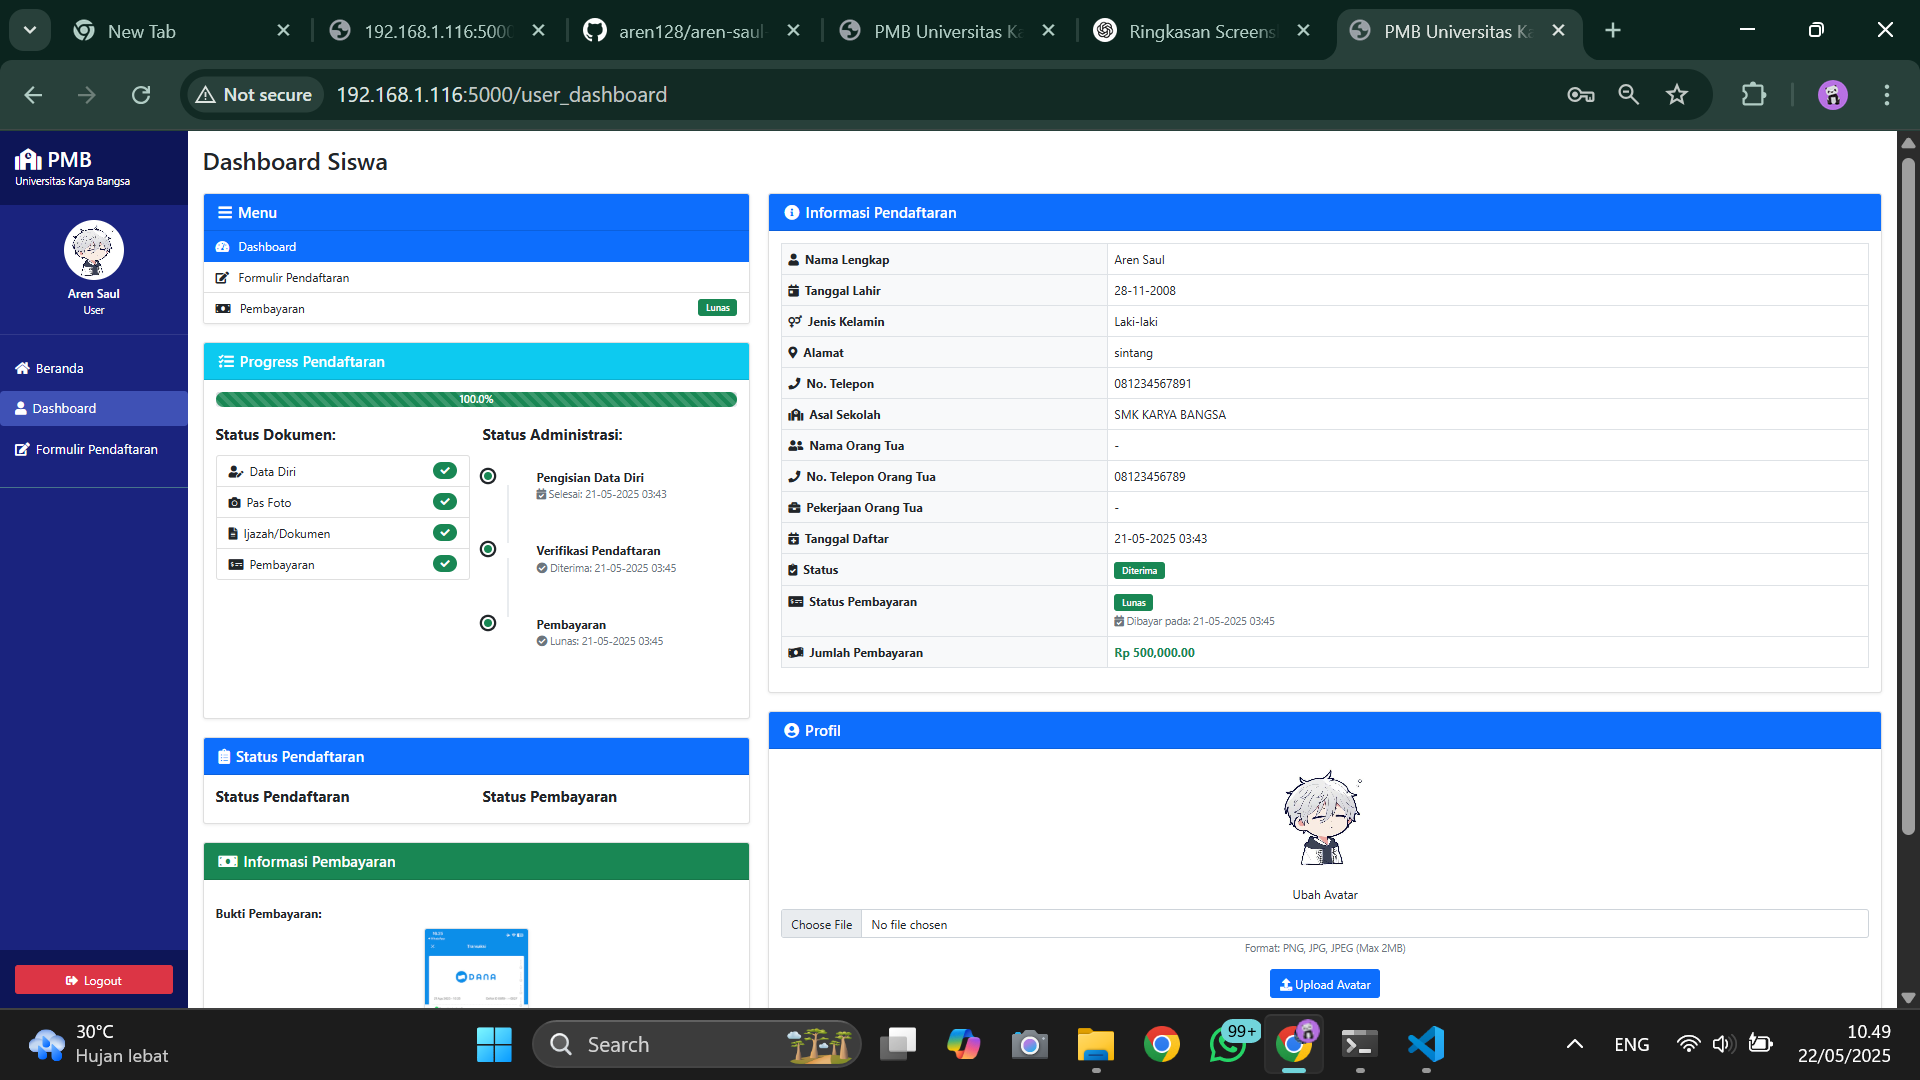 New Tab
192.168.1.116:5000
aren128/aren-saul-
PMB Universitas Ka
Ringkasan Screens
PMB Universitas Ka
Not secure
192.168.1.116:5000/user_dashboard
PMB
Universitas Karya Bangsa
Aren Saul
User
Beranda
Dashboard
Formulir Pendaftaran
Logout
Dashboard Siswa
Menu
Dashboard
Formulir Pendaftaran
Pembayaran
Lunas
Progress Pendaftaran
100.0%
Status Dokumen:
Data Diri
Pas Foto
Ijazah/Dokumen
Pembayaran
Status Administrasi:
Pengisian Data Diri
Selesai: 21-05-2025 03:43
Verifikasi Pendaftaran
Diterima: 21-05-2025 03:45
Pembayaran
Lunas: 21-05-2025 03:45
Status Pendaftaran
Status Pendaftaran
Status Pembayaran
Informasi Pembayaran
Bukti Pembayaran:
DANA
Informasi Pendaftaran
Nama Lengkap
Aren Saul
Tanggal Lahir
28-11-2008
Jenis Kelamin
Laki-laki
Alamat
sintang
No. Telepon
081234567891
Asal Sekolah
SMK KARYA BANGSA
Nama Orang Tua
-
No. Telepon Orang Tua
08123456789
Pekerjaan Orang Tua
-
Tanggal Daftar
21-05-2025 03:43
Status
Diterima
Status Pembayaran
Lunas
Dibayar pada: 21-05-2025 03:45
Jumlah Pembayaran
Rp 500,000.00
Profil
Ubah Avatar
Choose File
No file chosen
Format: PNG, JPG, JPEG (Max 2MB)
Upload Avatar
30°C
Hujan lebat
Search
99+
ENG
10.49
22/05/2025